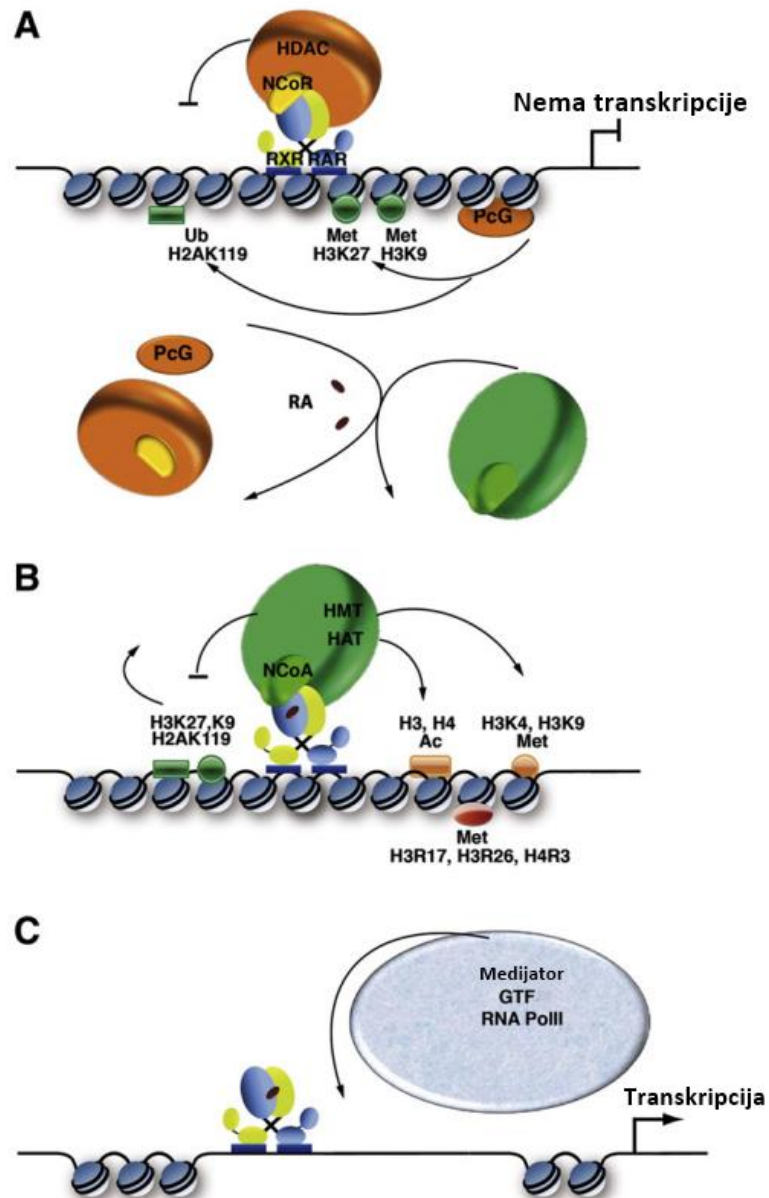 A
HDAC
NCoR
Nema transkripcije
RXR RAR
PcG
Ub
H2AK119
Met
H3K27
Met
H3K9
PcG
RA
B
HMT
HAT
NCoA
H3K27,K9
H2AK119
H3, H4
Ac
H3K4, H3K9
Met
Met
H3R17, H3R26, H4R3
C
Medijator
GTF
RNA PolII
Transkripcija